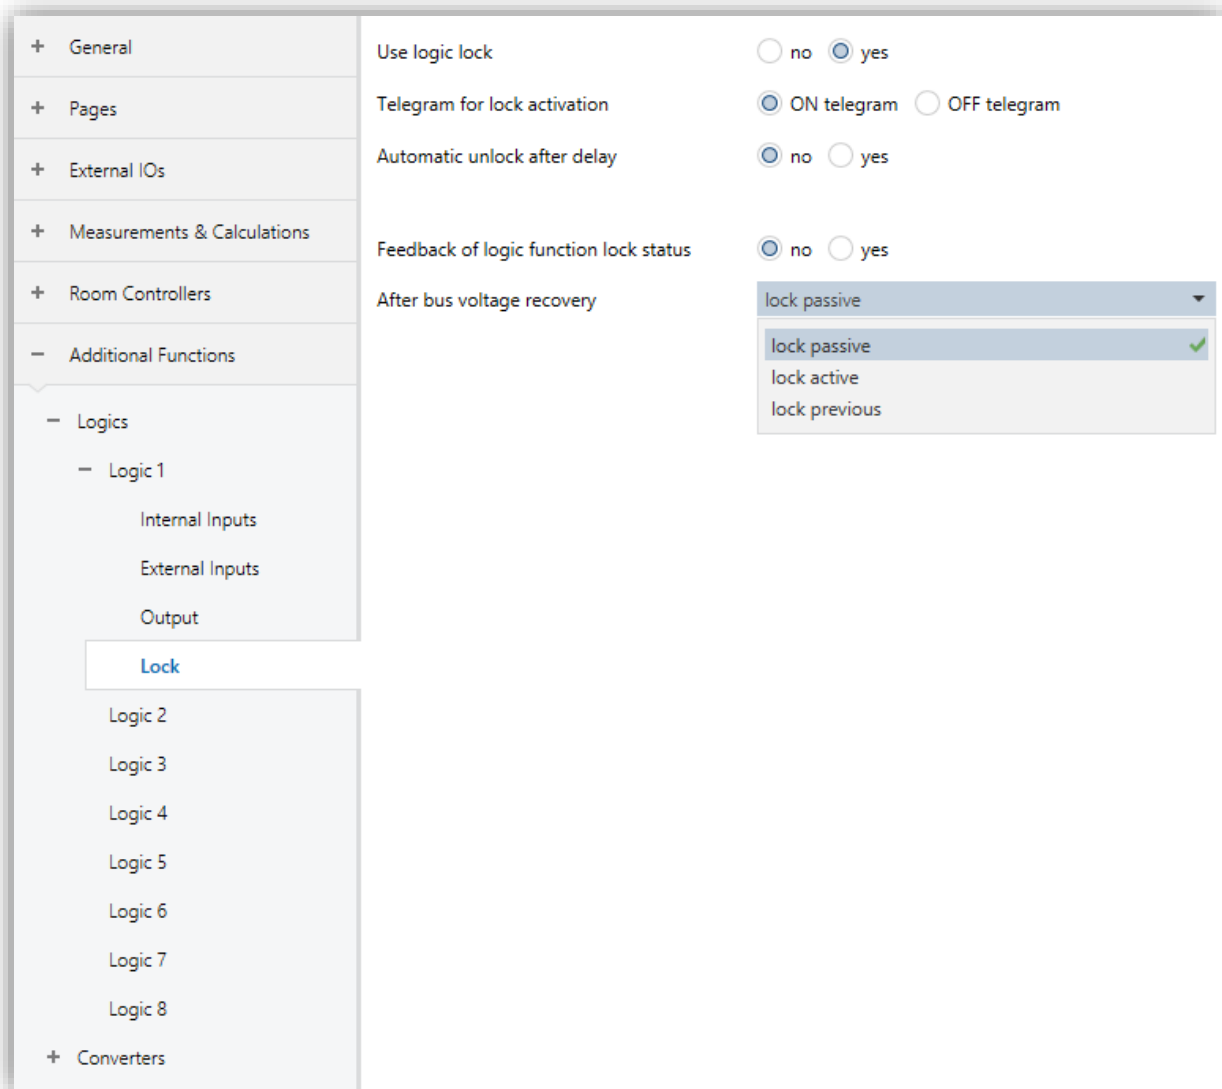 General
Pages
External IOs
Measurements & Calculations
Room Controllers
Additional Functions
Logics
Logic 1
Internal Inputs
External Inputs
Output
Lock
Logic 2
Logic 3
Logic 4
Logic 5
Logic 6
Logic 7
Logic 8
Converters
Use logic lock no yes
Telegram for lock activation ON telegram OFF telegram
Automatic unlock after delay no yes
Feedback of logic function lock status no yes
After bus voltage recovery lock passive
lock passive
lock active
lock previous